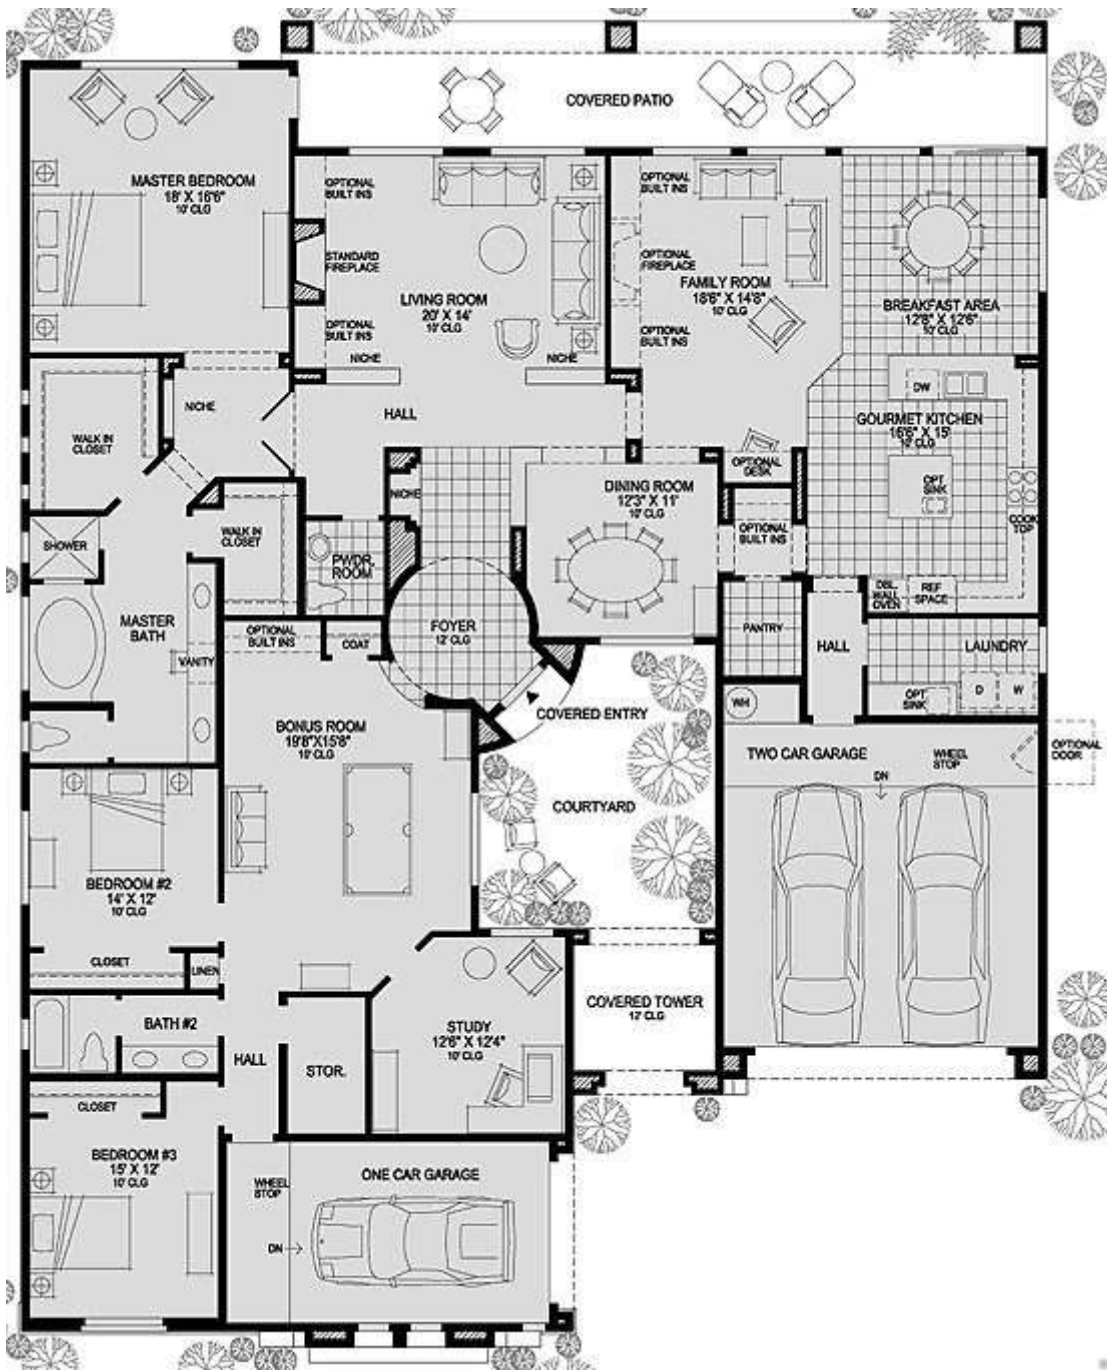 COVERED PATIO
MASTER BEDROOM
18' X 16'6"
10' CLG
OPTIONAL
BUILT INS
STANDARD
FIREPLACE
LIVING ROOM
20' X 14'
10' CLG
OPTIONAL
BUILT INS
NICHE
NICHE
OPTIONAL
BUILT INS
OPTIONAL
FIREPLACE
FAMILY ROOM
18'6" X 14'8"
10' CLG
OPTIONAL
BUILT INS
BREAKFAST AREA
12'8" X 12'6"
10' CLG
DW
GOURMET KITCHEN
16'6" X 15'
10' CLG
OPT
SINK
COOK
TOP
DBL
WALL
OVEN
REF
SPACE
NICHE
HALL
WALK IN
CLOSET
WALK IN
CLOSET
NICHE
OPTIONAL
DESK
DINING ROOM
12'3" X 11'
10' CLG
OPTIONAL
BUILT INS
SHOWER
PWDR.
ROOM
MASTER
BATH
VANITY
OPTIONAL
BUILT INS
COAT
FOYER
12' CLG
PANTRY
HALL
LAUNDRY
OPT
SINK
D
W
WH
COVERED ENTRY
BONUS ROOM
19'8"X15'8"
10' CLG
TWO CAR GARAGE
WHEEL
STOP
DN
OPTIONAL
DOOR
COURTYARD
BEDROOM #2
14' X 12'
10' CLG
CLOSET
LINEN
BATH #2
HALL
STOR.
STUDY
12'6" X 12'4"
10' CLG
COVERED TOWER
12' CLG
CLOSET
BEDROOM #3
15' X 12'
10' CLG
WHEEL
STOP
DN
ONE CAR GARAGE